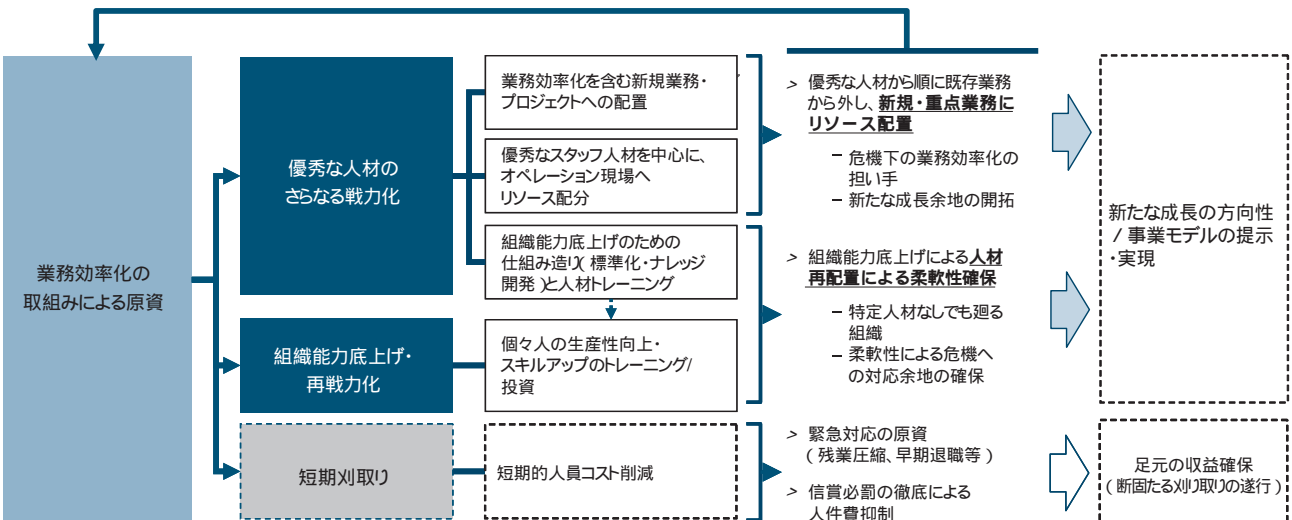 業務効率化の
取組みによる原資
優秀な人材の
さらなる戦力化
組織能力底上げ・
再戦力化
短期刈取り
業務効率化を含む新規業務・
プロジェクトへの配置
優秀なスタッフ人材を中心に、
オペレーション現場へ
リソース配分
組織能力底上げのための
仕組み造り(標準化・ナレッジ
開発)と人材トレーニング
個々人の生産性向上・
スキルアップのトレーニング/
投資
短期的人員コスト削減
> 優秀な人材から順に既存業務
から外し、新規・重点業務に
リソース配置
− 危機下の業務効率化の
担い手
− 新たな成長余地の開拓
> 組織能力底上げによる人材
再配置による柔軟性確保
− 特定人材なしでも廻る
組織
− 柔軟性による危機へ
の対応余地の確保
> 緊急対応の原資
(残業圧縮、早期退職等)
> 信賞必罰の徹底による
人件費抑制
新たな成長の方向性
/ 事業モデルの提示
・実現
足元の収益確保
(断固たる刈り取りの遂行)